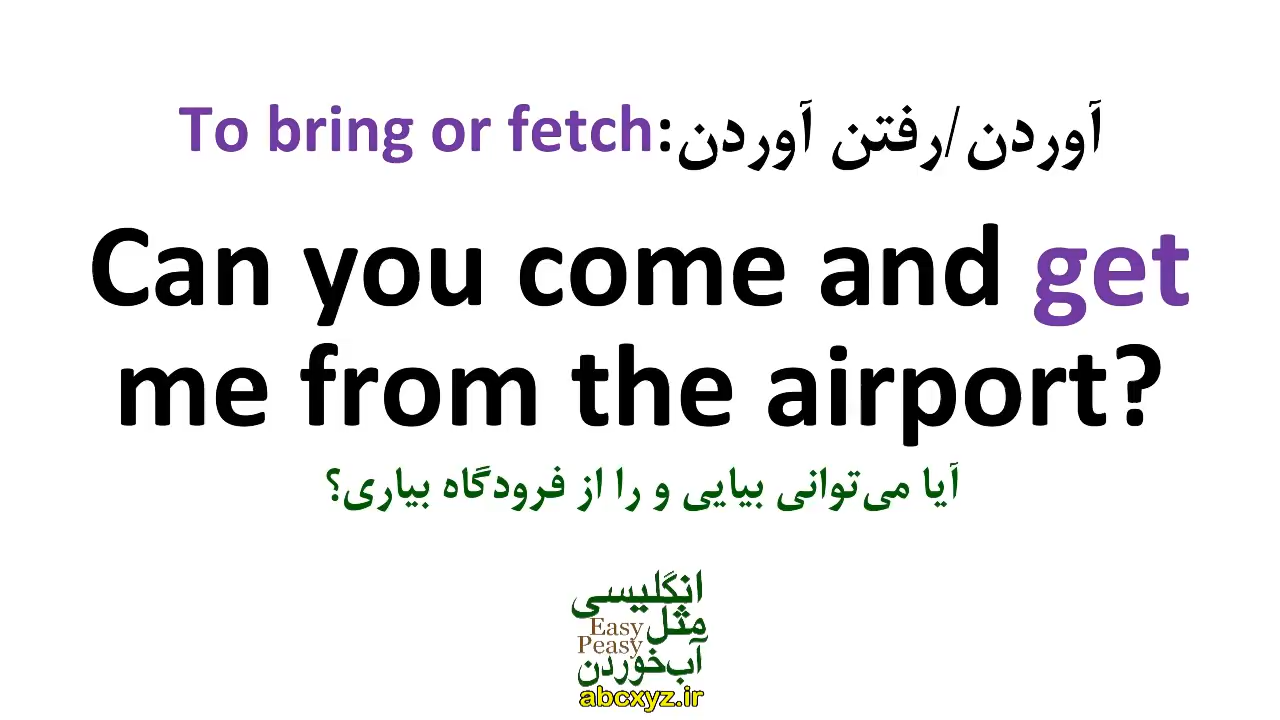 آوردن/رفتن آوردن:To bring or fetch
Can you come and get
me from the airport?
آیا می‌توانی بیایی و را از فرودگاه بیاری؟
انگلیسی
مثل
Easy
Peasy
آب‌خوردن
abcxyz.ir